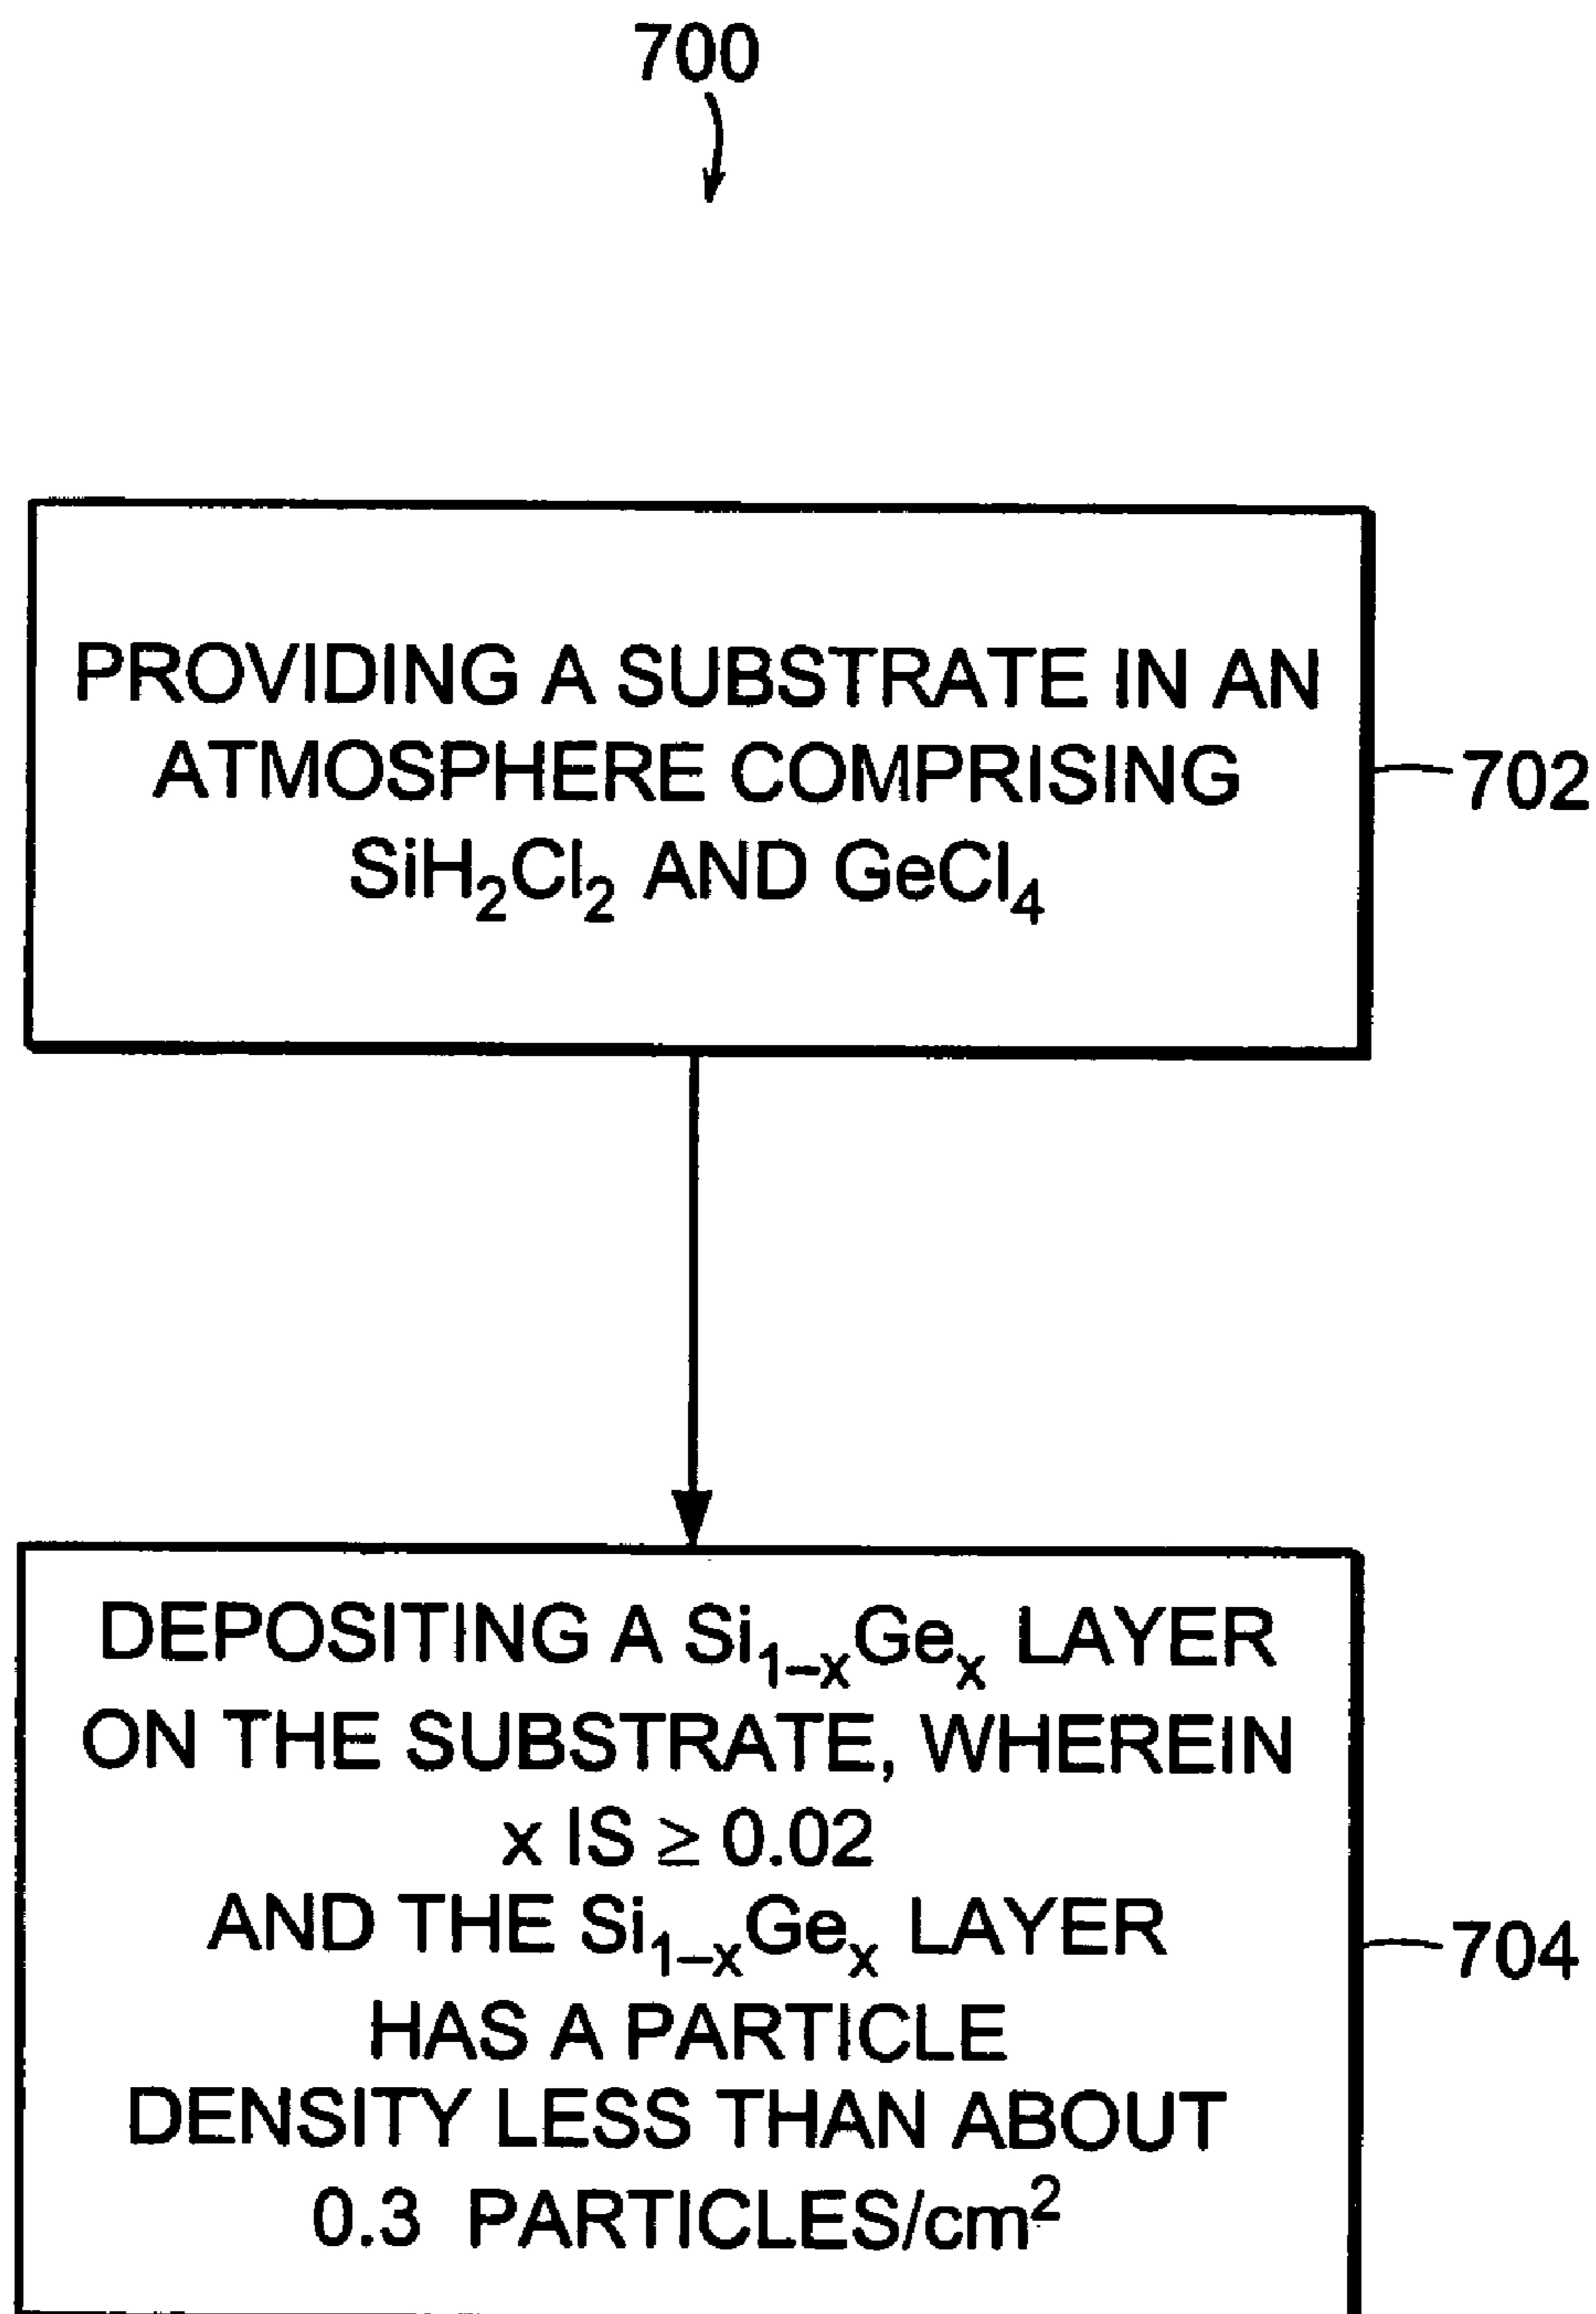 700
PROVIDING A SUBSTRATE IN AN
ATMOSPHERE COMPRISING
SiH₂Cl₂ AND GeCl₄
702
DEPOSITING A Si₁₋ₓGeₓ LAYER
ON THE SUBSTRATE, WHEREIN
x IS ≥ 0.02
AND THE Si₁₋ₓGeₓ LAYER
HAS A PARTICLE
DENSITY LESS THAN ABOUT
0.3 PARTICLES/cm²
704